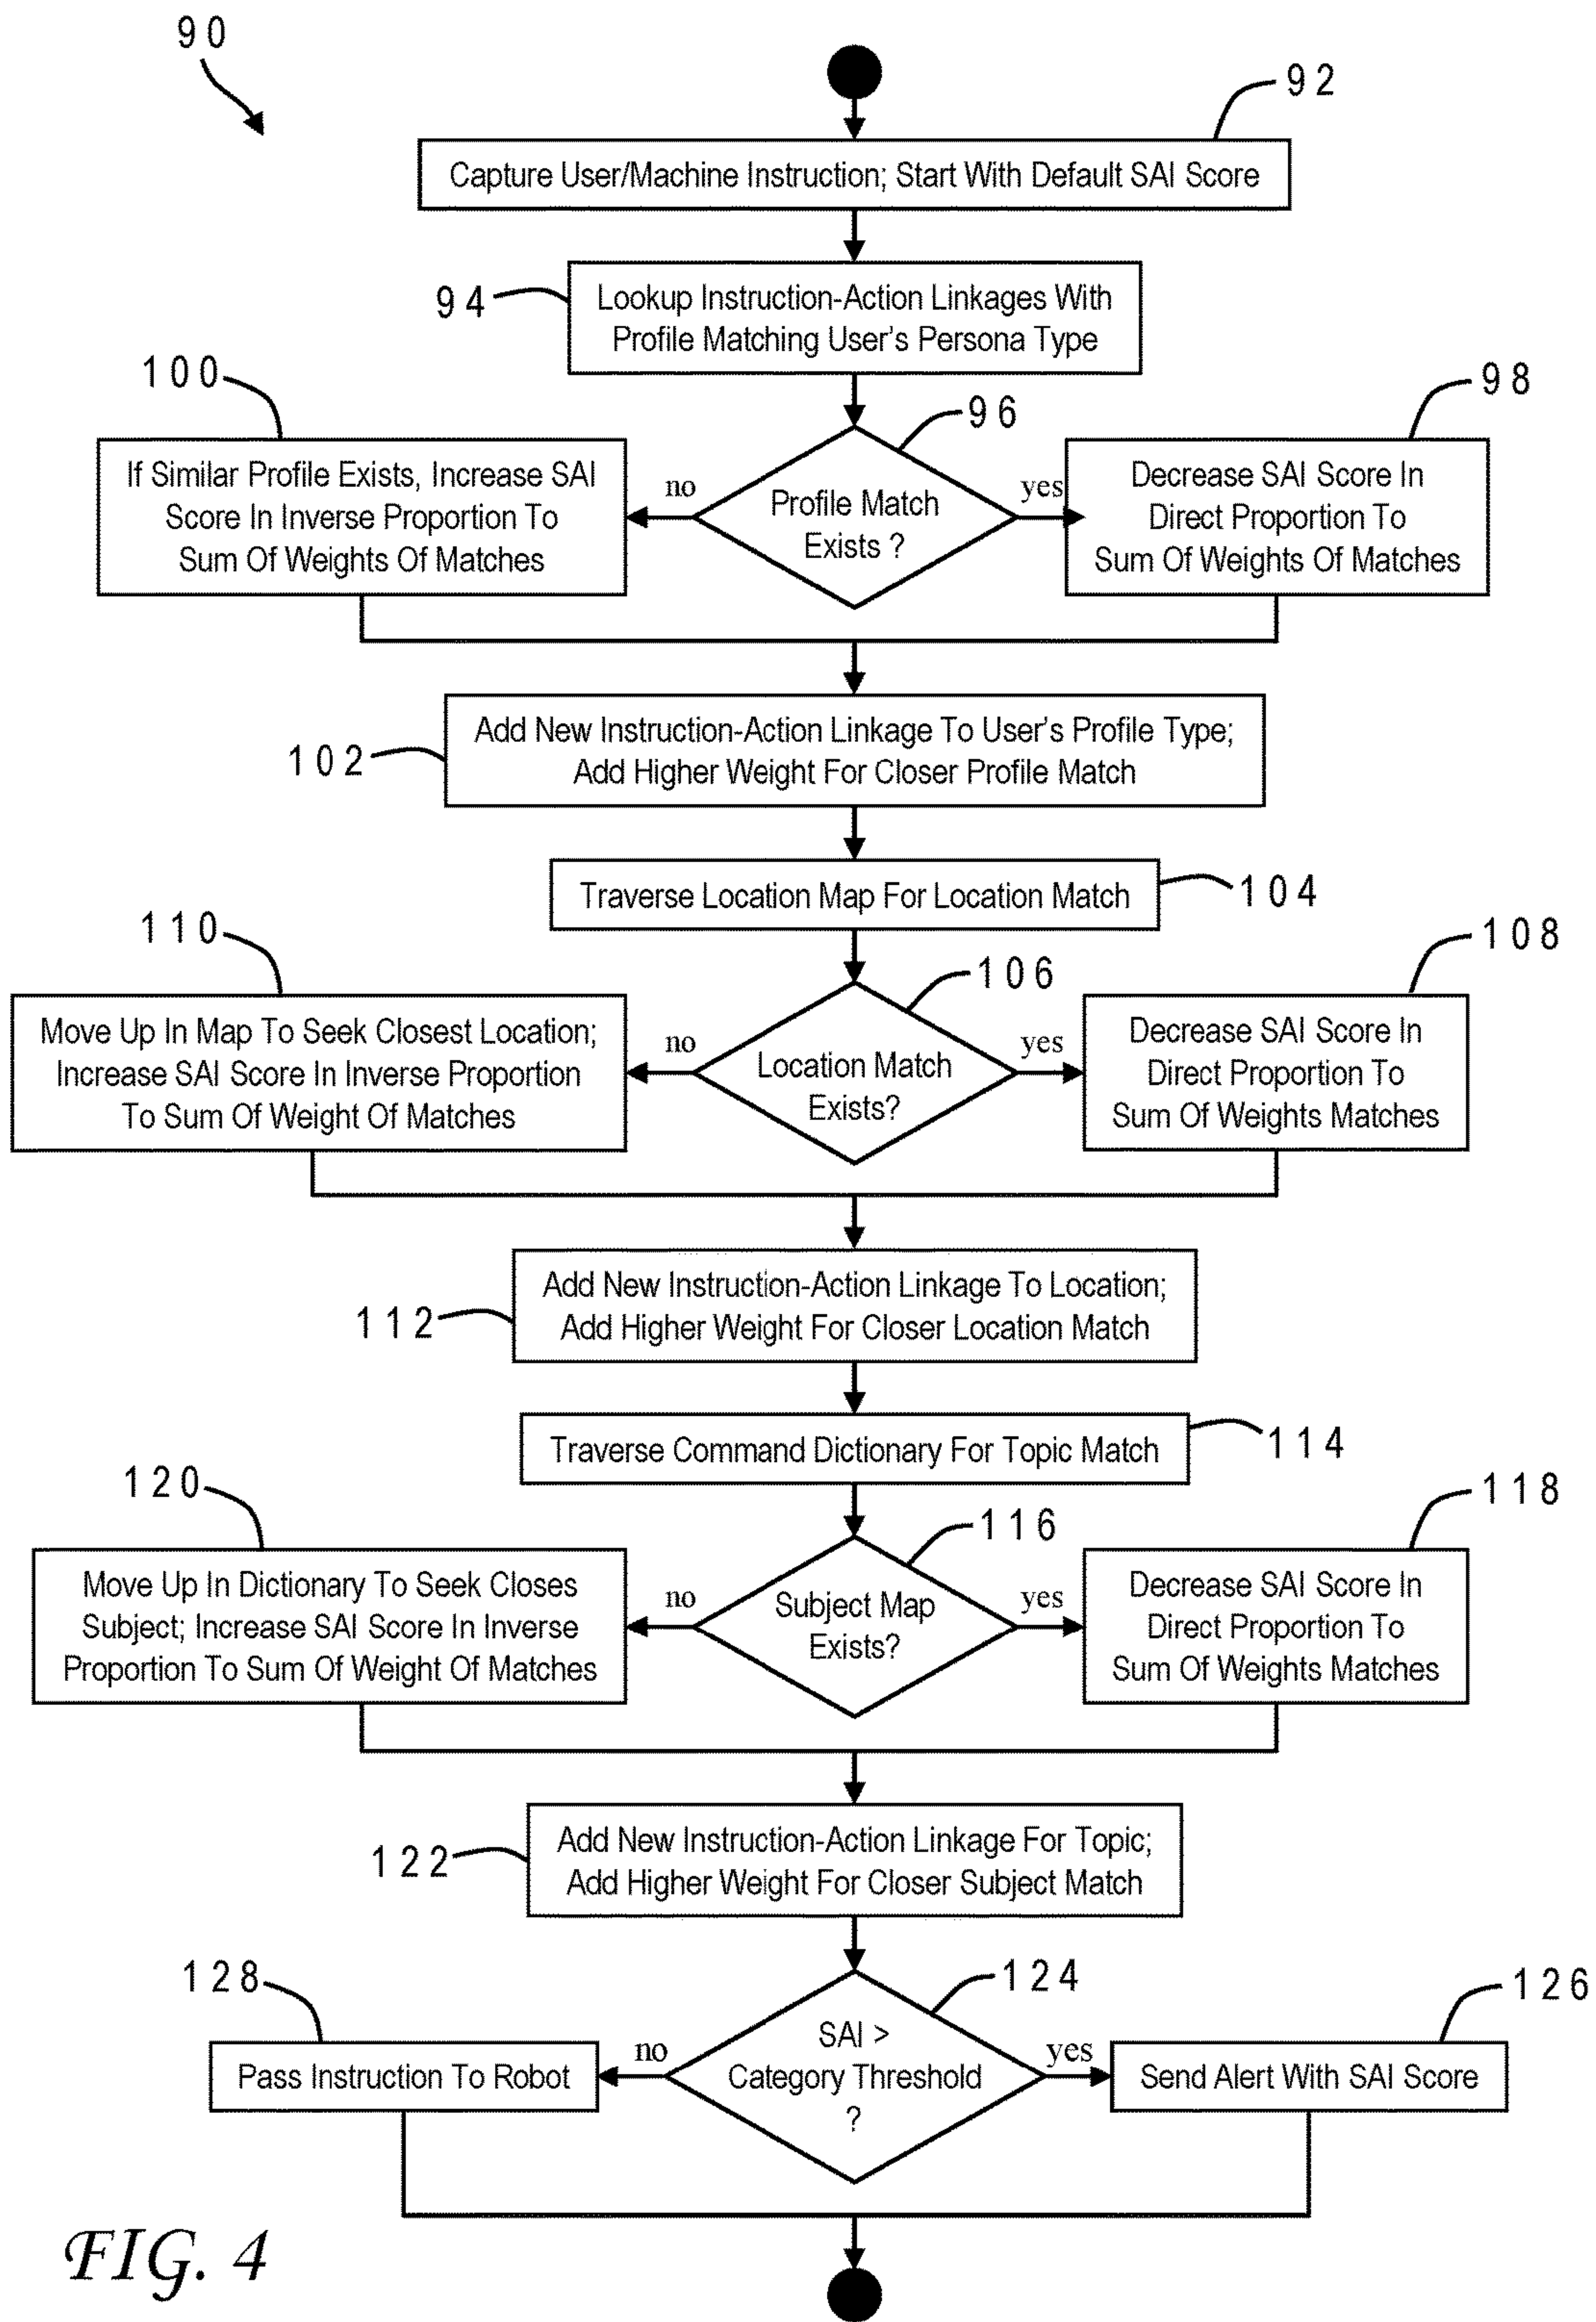 90
92
Capture User/Machine Instruction; Start With Default SAI Score
94
Lookup Instruction-Action Linkages With
Profile Matching User's Persona Type
100
96
98
If Similar Profile Exists, Increase SAI
Score In Inverse Proportion To
Sum Of Weights Of Matches
no
Profile Match
Exists ?
yes
Decrease SAI Score In
Direct Proportion To
Sum Of Weights Of Matches
102
Add New Instruction-Action Linkage To User's Profile Type;
Add Higher Weight For Closer Profile Match
Traverse Location Map For Location Match
104
110
106
108
Move Up In Map To Seek Closest Location;
Increase SAI Score In Inverse Proportion
To Sum Of Weight Of Matches
no
Location Match
Exists?
yes
Decrease SAI Score In
Direct Proportion To
Sum Of Weights Matches
112
Add New Instruction-Action Linkage To Location;
Add Higher Weight For Closer Location Match
Traverse Command Dictionary For Topic Match
114
120
116
118
Move Up In Dictionary To Seek Closes
Subject; Increase SAI Score In Inverse
Proportion To Sum Of Weight Of Matches
no
Subject Map
Exists?
yes
Decrease SAI Score In
Direct Proportion To
Sum Of Weights Matches
122
Add New Instruction-Action Linkage For Topic;
Add Higher Weight For Closer Subject Match
128
124
126
Pass Instruction To Robot
no
SAI >
Category Threshold
?
yes
Send Alert With SAI Score
FIG. 4